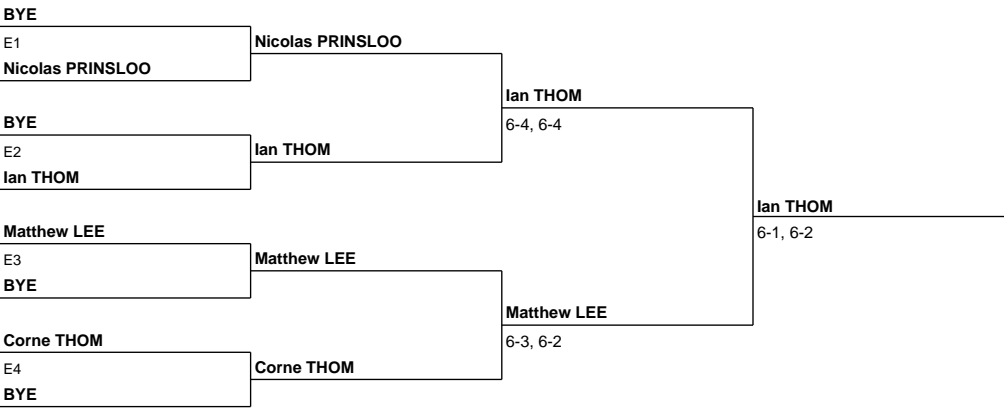 BYE
E1
Nicolas PRINSLOO
Nicolas PRINSLOO
BYE
E2
Ian THOM
Ian THOM
Ian THOM
6-4, 6-4
Matthew LEE
E3
BYE
Matthew LEE
Corne THOM
E4
BYE
Corne THOM
Matthew LEE
6-3, 6-2
Ian THOM
6-1, 6-2